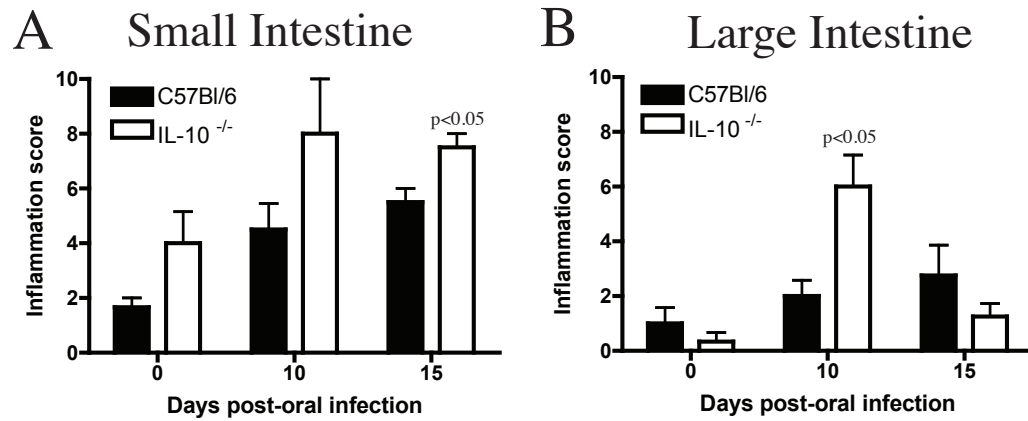 A Small Intestine
10
8
6
4
2
0
Inflammation score
C57Bl/6
IL-10 -/-
p<0.05
0 10 15
Days post-oral infection
B Large Intestine
10
8
6
4
2
0
Inflammation score
C57Bl/6
IL-10 -/-
p<0.05
0 10 15
Days post-oral infection